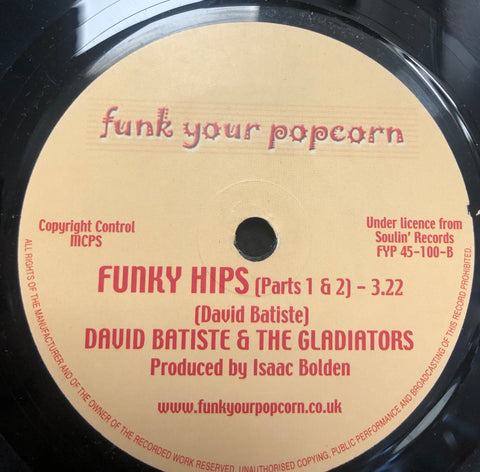 funk your popcorn
Copyright Control
MCPS
Under licence from
Soulin' Records
FYP 45-100-B
FUNKY HIPS (Parts 1 & 2) - 3.22
(David Batiste)
DAVID BATISTE & THE GLADIATORS
Produced by Isaac Bolden
www.funkyourpopcorn.co.uk
ALL RIGHTS OF THE MANUFACTURER AND OF THE OWNER OF THE RECORDED WORK RESERVED. UNAUTHORISED COPYING, PUBLIC PERFORMANCE AND BROADCASTING OF THIS RECORD PROHIBITED.